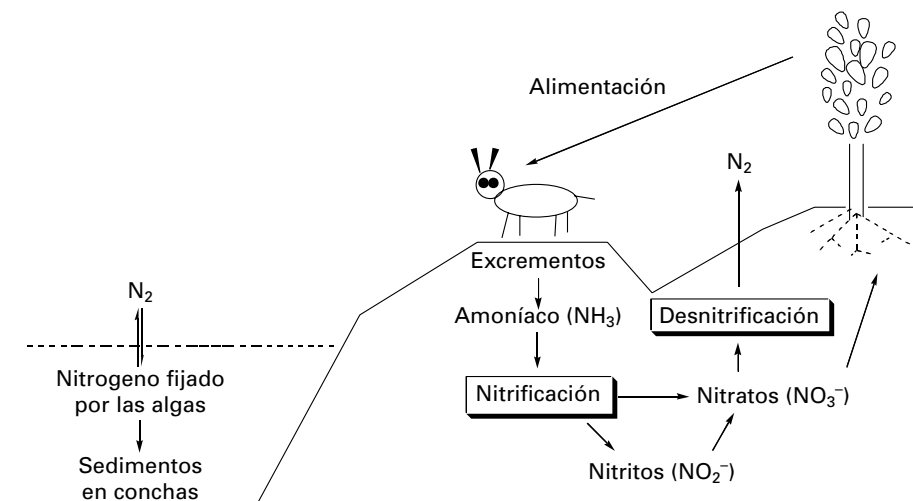 Alimentación
N₂
Excrementos
N₂
Amoníaco (NH₃)
Desnitrificación
Nitrogeno fijado
por las algas
Nitrificación
Nitratos (NO₃⁻)
Sedimentos
en conchas
Nitritos (NO₂⁻)